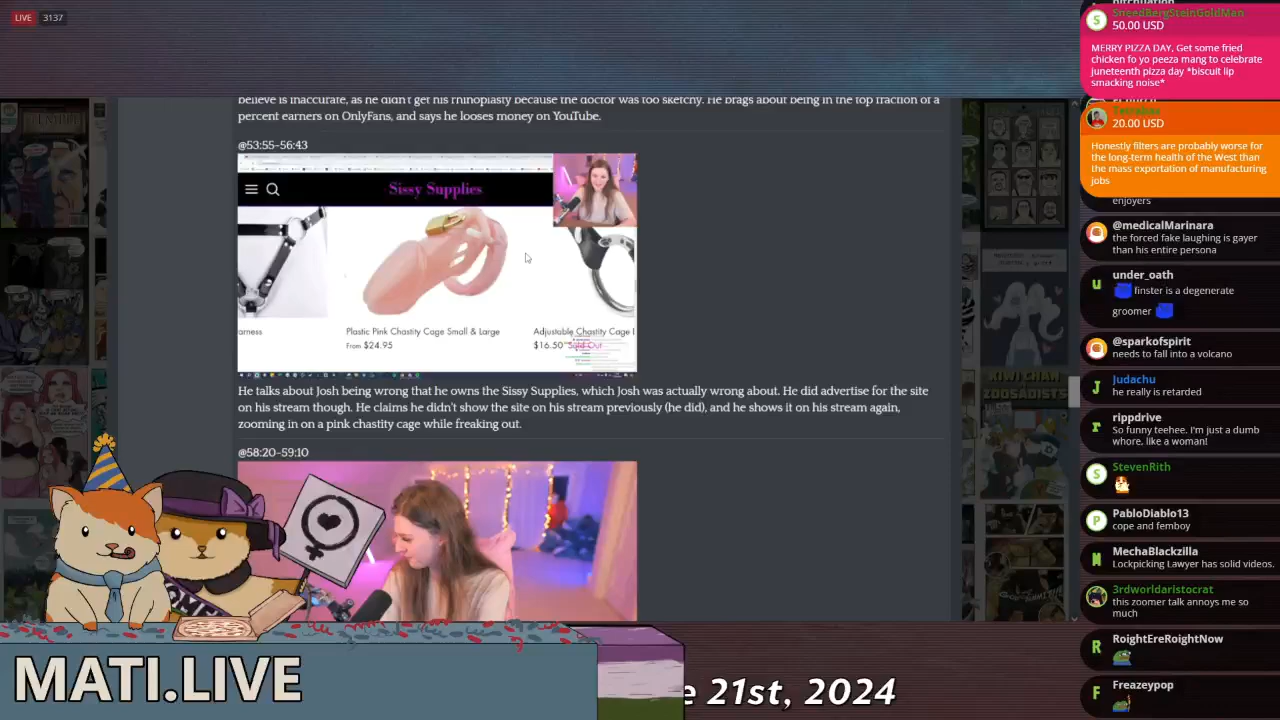 LIVE 3137
believe is inaccurate, as he didn't get his rhinoplasty because the doctor was too sketchy. He brags about being in the top fraction of a
percent earners on OnlyFans, and says he looses money on YouTube.
@53:55-56:43
Sissy Supplies
arness
Plastic Pink Chastity Cage Small & Large
From $24.95
Adjustable Chastity Cage
$16.50 Sold Out
He talks about Josh being wrong that he owns the Sissy Supplies, which Josh was actually wrong about. He did advertise for the site
on his stream though. He claims he didn't show the site on his stream previously (he did), and he shows it on his stream again,
zooming in on a pink chastity cage while freaking out.
@58:20-59:10
KIWI CHAN
ZOOSADISTS
MATI.LIVE
e 21st, 2024
S
SneedBergSteinGoldMan
50.00 USD
MERRY PIZZA DAY, Get some fried
chicken fo yo peeza mang to celebrate
juneteenth pizza day *biscuit lip
smacking noise*
20.00 USD
Honestly filters are probably worse for
the long-term health of the West than
the mass exportation of manufacturing
jobs
enjoyers
@medicalMarinara
the forced fake laughing is gayer
than his entire persona
u
under_oath
finster is a degenerate
groomer
@sparkofspirit
needs to fall into a volcano
J
Judachu
he really is retarded
r
rippdrive
So funny teehee. I'm just a dumb
whore, like a woman!
S
StevenRith
P
PabloDiablo13
cope and femboy
MechaBlackzilla
Lockpicking Lawyer has solid videos.
3rdworldaristocrat
this zoomer talk annoys me so
much
R
RoightEreRoightNow
F
Freazeypop